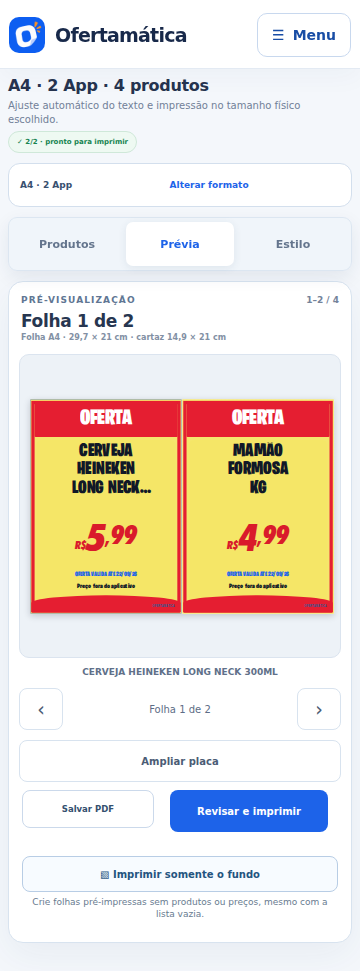 Ofertamática
☰ Menu
A4 · 2 App · 4 produtos
Ajuste automático do texto e impressão no tamanho físico
escolhido.
✓ 2/2 · pronto para imprimir
A4 · 2 App
Alterar formato
Produtos
Prévia
Estilo
PRÉ-VISUALIZAÇÃO
1–2 / 4
Folha 1 de 2
Folha A4 · 29,7 × 21 cm · cartaz 14,9 × 21 cm
OFERTA
CERVEJA
HEINEKEN
LONG NECK...
R$5,99
Preço fora do aplicativo
OFERTA
MAMÃO
FORMOSA
KG
R$4,99
Preço fora do aplicativo
CERVEJA HEINEKEN LONG NECK 300ML
‹
Folha 1 de 2
›
Ampliar placa
Salvar PDF
Revisar e imprimir
▧ Imprimir somente o fundo
Crie folhas pré-impressas sem produtos ou preços, mesmo com a
lista vazia.